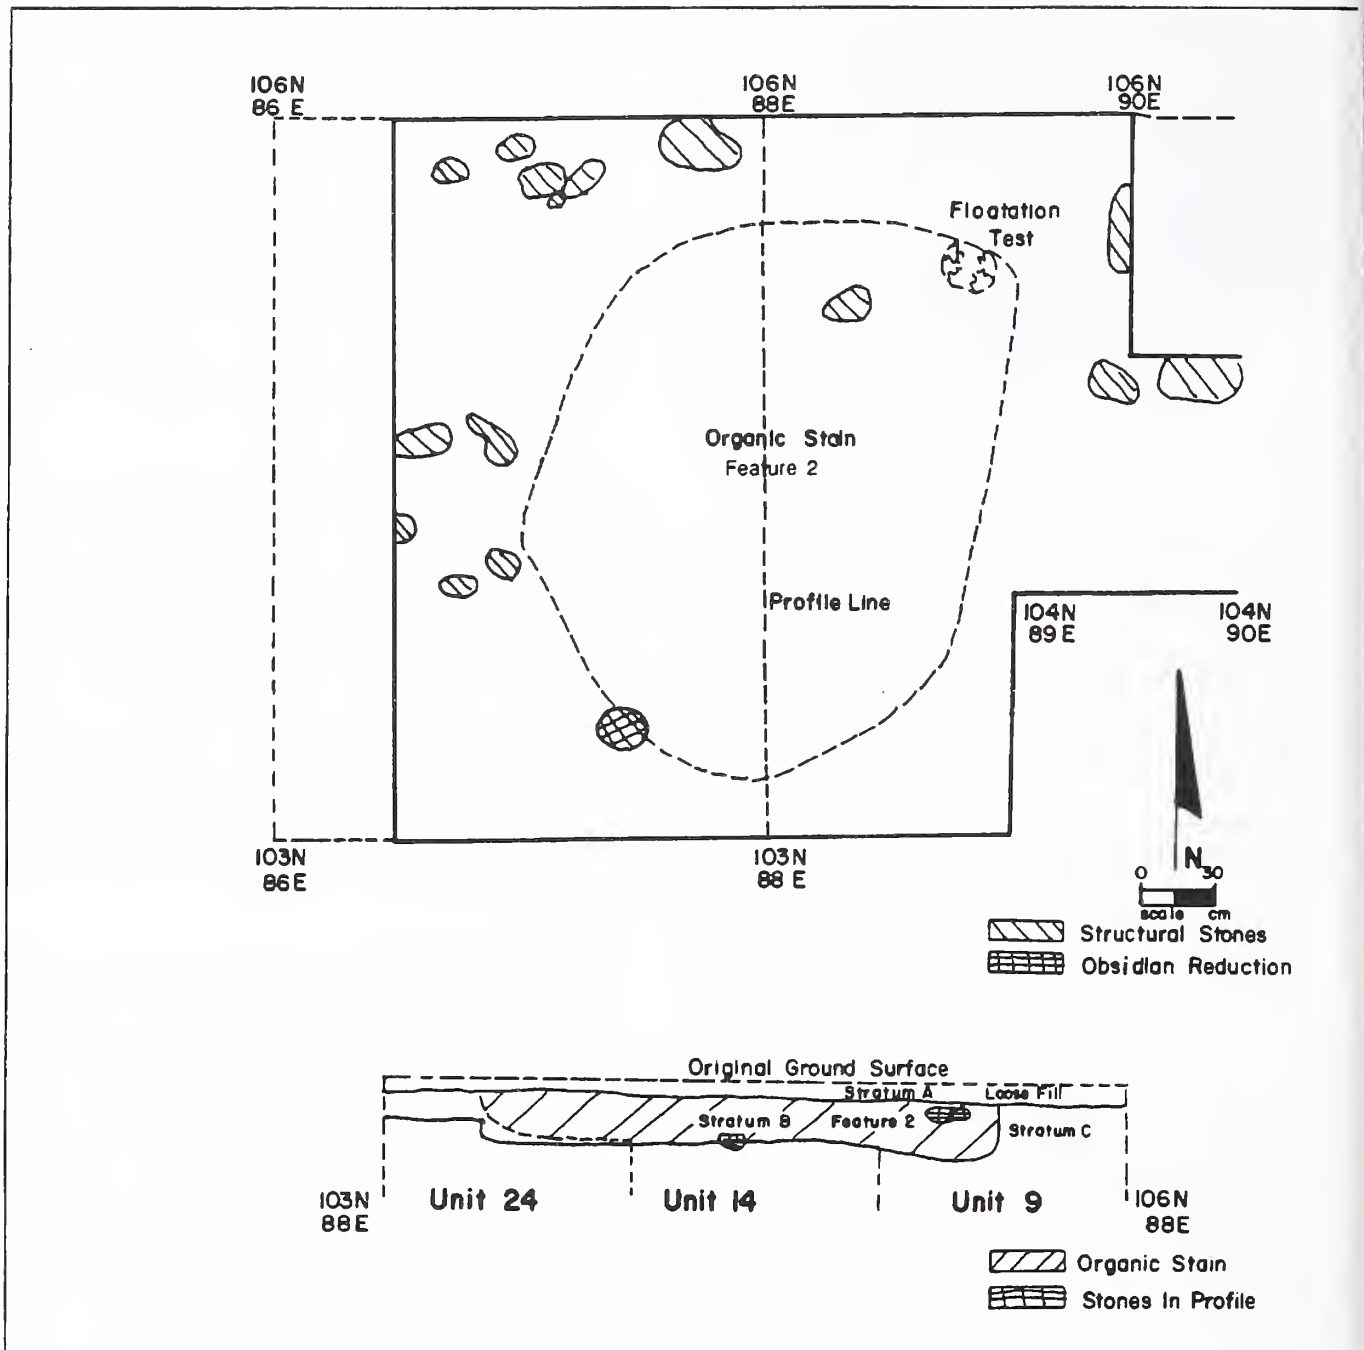 106N
86 E
106N
88E
106N
90E
Floatation
Test
Organic Stain
Feature 2
Profile Line
104N
89 E
104N
90E
103N
86E
103N
88 E
N
0 30
scale cm
Structural Stones
Obsidian Reduction
Original Ground Surface
Stratum A
Loose Fill
Stratum B
Feature 2
Stratum C
103N
88E
Unit 24
Unit 14
Unit 9
106N
88E
Organic Stain
Stones In Profile